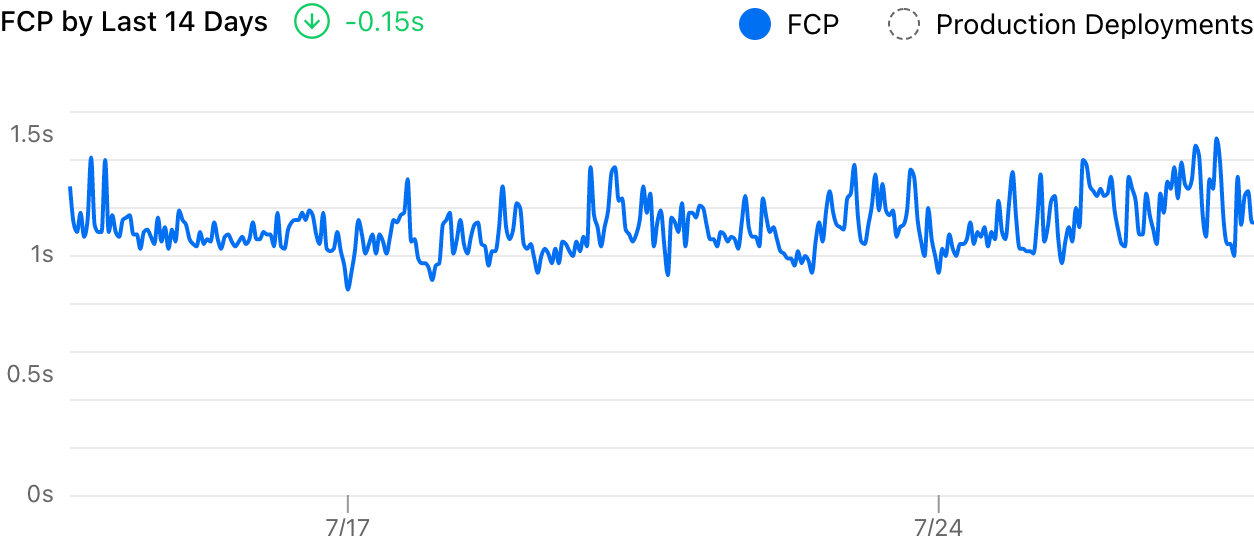 FCP by Last 14 Days -0.15s FCP Production Deployments
1.5s
1s
0.5s
0s
7/17 7/24